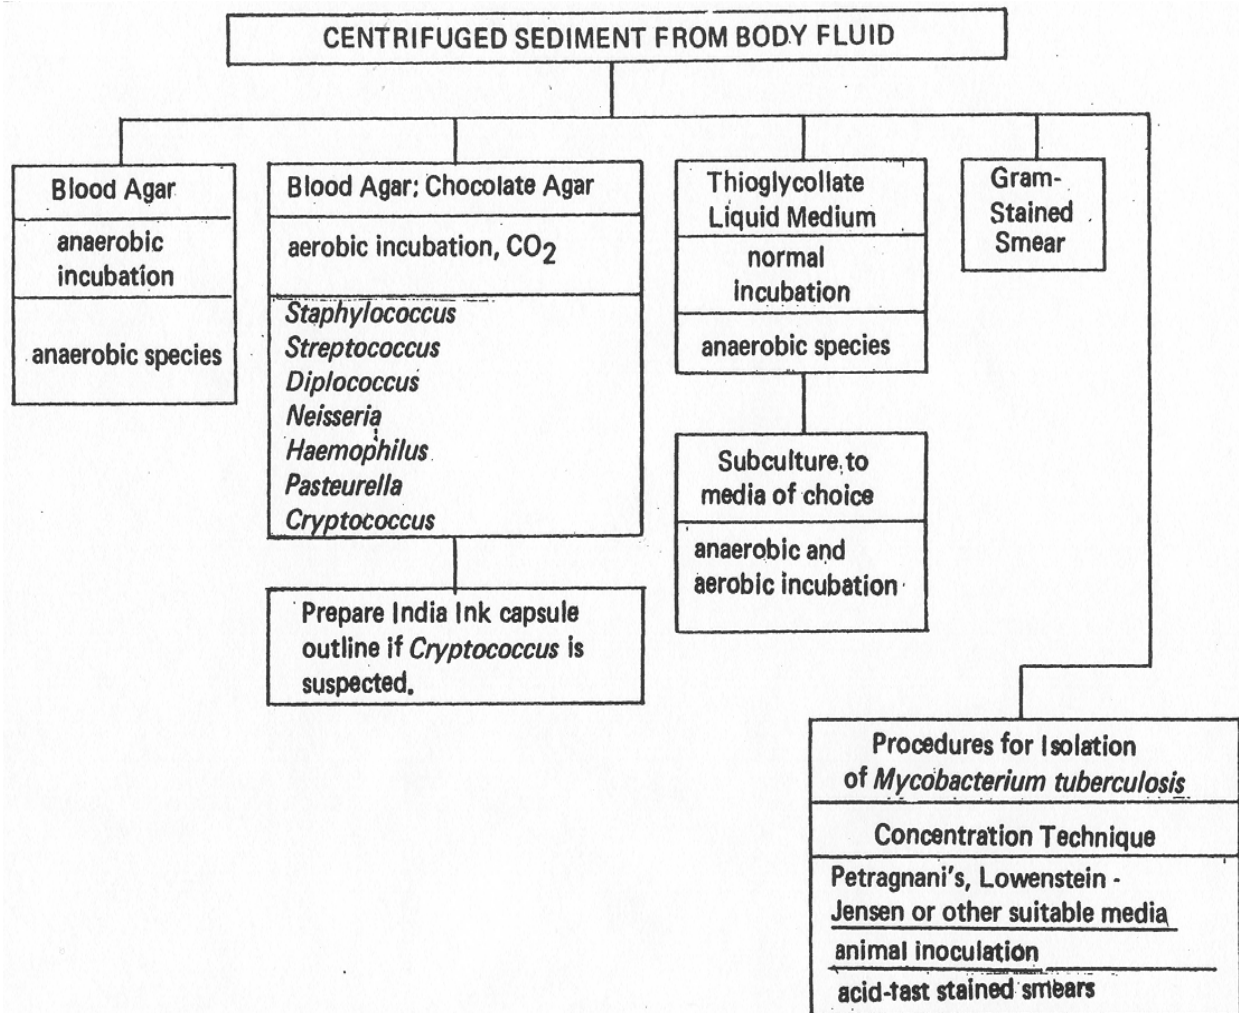 CENTRIFUGED SEDIMENT FROM BODY FLUID
Blood Agar
anaerobic
incubation
anaerobic species
Blood Agar; Chocolate Agar
aerobic incubation, CO2
Staphylococcus
Streptococcus
Diplococcus
Neisseria
Haemophilus
Pasteurella
Cryptococcus
Prepare India Ink capsule
outline if Cryptococcus is
suspected.
Thioglycollate
Liquid Medium
normal
incubation
anaerobic species
Subculture to
media of choice
anaerobic and
aerobic incubation
Gram-
Stained
Smear
Procedures for Isolation
of Mycobacterium tuberculosis
Concentration Technique
Petragnani's, Lowenstein -
Jensen or other suitable media
animal inoculation
acid-fast stained smears